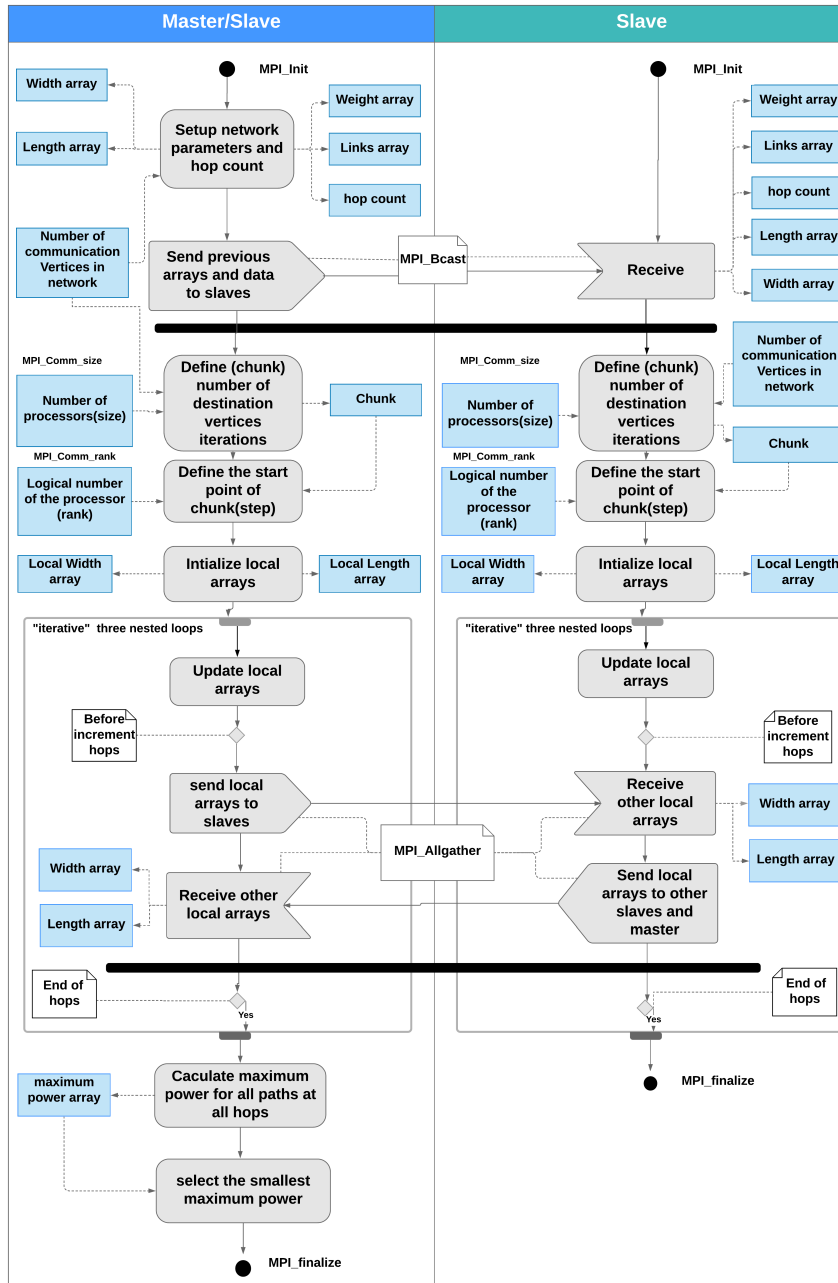 Master/Slave
Slave
MPI_Init
Width array
Length array
Setup network
parameters and
hop count
Weight array
Links array
hop count
Number of
communication
Vertices in
network
Send previous
arrays and data
to slaves
MPI_Bcast
MPI_Init
Receive
Weight array
Links array
hop count
Length array
Width array
MPI_Comm_size
Number of
processors(size)
Define (chunk)
number of
destination
vertices
iterations
Chunk
MPI_Comm_rank
Logical number
of the processor
(rank)
Define the start
point of
chunk(step)
Local Width
array
Intialize local
arrays
Local Length
array
MPI_Comm_size
Number of
processors(size)
Define (chunk)
number of
destination
vertices
iterations
Number of
communication
Vertices in
network
Chunk
MPI_Comm_rank
Logical number
of the
processor
(rank)
Define the start
point of
chunk(step)
Local Width
array
Intialize local
arrays
Local Length
array
"iterative" three nested loops
Update local
arrays
Before
increment
hops
send local
arrays to
slaves
MPI_Allgather
Width array
Length array
Receive other
local arrays
End of
hops
Yes
"iterative" three nested loops
Update local
arrays
Before
increment
hops
Receive
other local
arrays
Width array
Length array
Send local
arrays to other
slaves and
master
End of
hops
Yes
MPI_finalize
maximum
power array
Caculate maximum
power for all paths at
all hops
select the smallest
maximum power
MPI_finalize